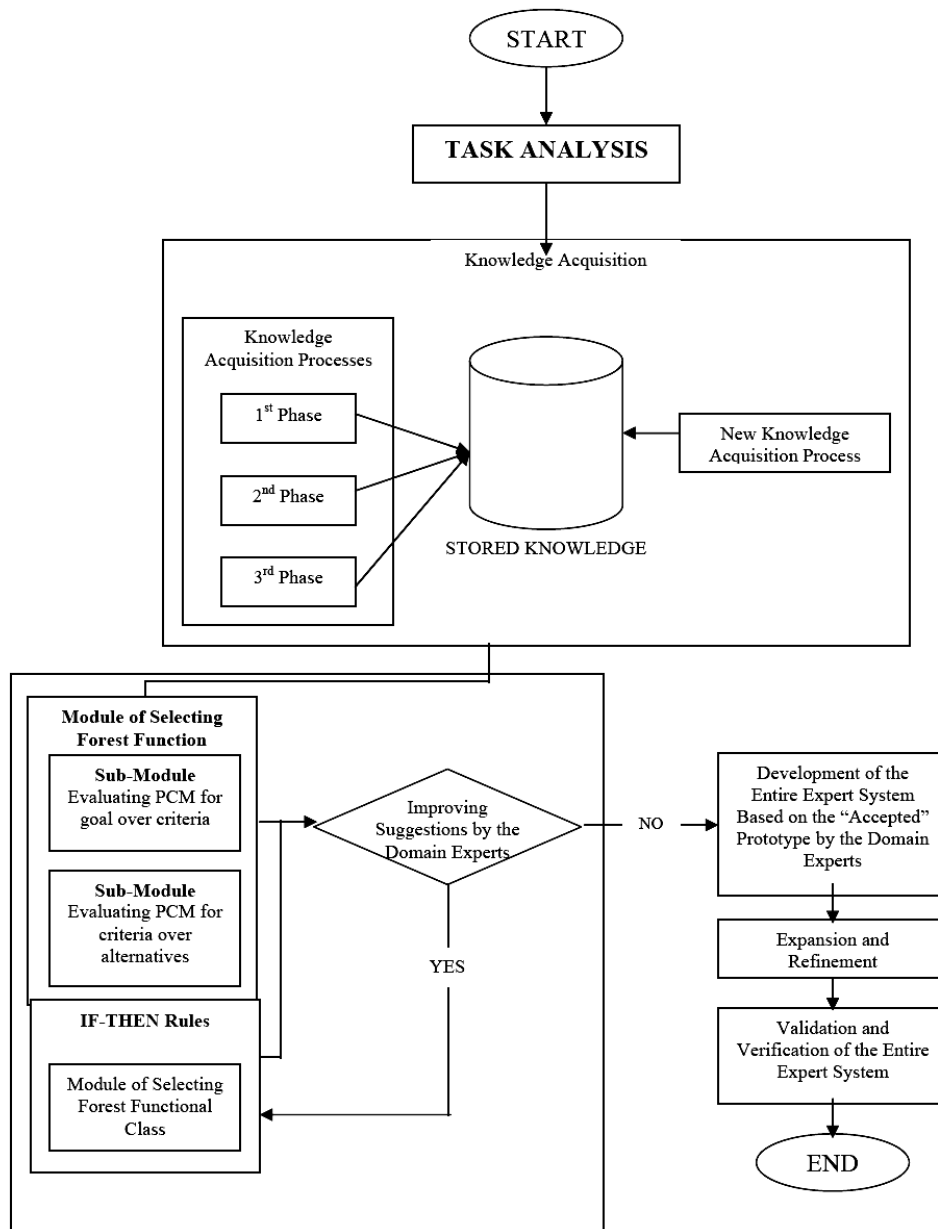 START
TASK ANALYSIS
Knowledge Acquisition
Knowledge
Acquisition Processes
1st Phase
2nd Phase
3rd Phase
STORED KNOWLEDGE
New Knowledge
Acquisition Process
Module of Selecting
Forest Function
Sub-Module
Evaluating PCM for
goal over criteria
Sub-Module
Evaluating PCM for
criteria over
alternatives
IF-THEN Rules
Module of Selecting
Forest Functional
Class
Improving
Suggestions by the
Domain Experts
YES
NO
Development of the
Entire Expert System
Based on the “Accepted”
Prototype by the Domain
Experts
Expansion and
Refinement
Validation and
Verification of the Entire
Expert System
END